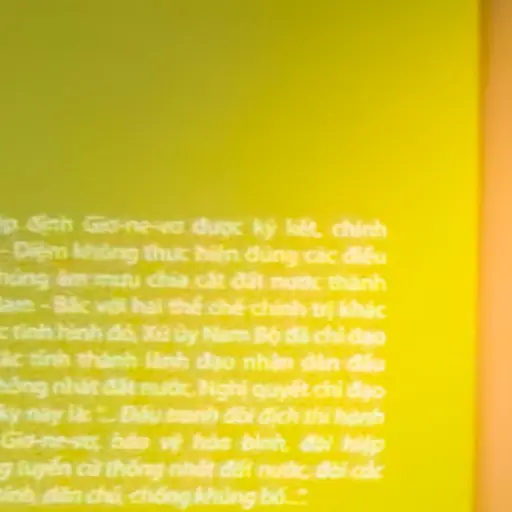 định Giơ-ne-vơ được ký kết, chính
- Diệm không thực hiện đúng các điều
âm mưu chia cắt đất nước thành
Nam - Bắc với hai thể chế chính trị khác
tình hình đó, Xứ ủy Nam Bộ đã chỉ đạo
các tỉnh thành lãnh đạo nhân dân đấu
thống nhất đất nước. Nghị quyết chỉ đạo
kỳ này là: "... Đấu tranh đòi địch thi hành
Giơ-ne-vơ, bảo vệ hòa bình, đòi hiệp
tuyển cử thống nhất đất nước, đòi các
dân chủ, chống khủng bố..."